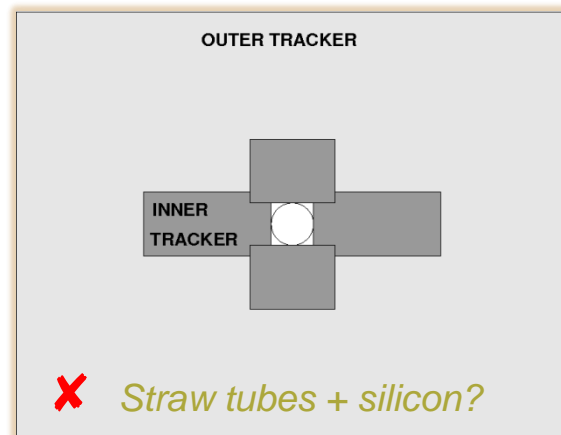 OUTER TRACKER
INNER
TRACKER
✘ Straw tubes + silicon?